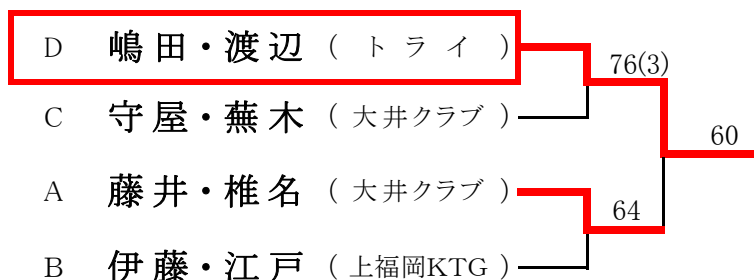 D 嶋田・渡辺 ( トライ )
76(3)
C 守屋・蕪木 ( 大井クラブ )
60
A 藤井・椎名 ( 大井クラブ )
64
B 伊藤・江戸 ( 上福岡KTG )